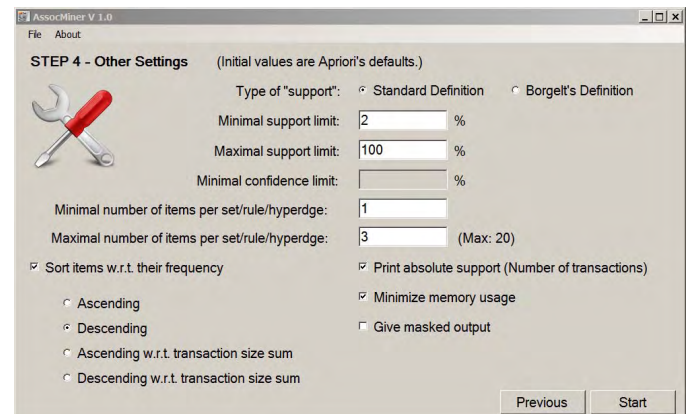 AssocMiner V 1.0
File About
STEP 4 - Other Settings (Initial values are Apriori's defaults.)
Type of "support": Standard Definition Borgelt's Definition
Minimal support limit: 2 %
Maximal support limit: 100 %
Minimal confidence limit: %
Minimal number of items per set/rule/hyperdge: 1
Maximal number of items per set/rule/hyperdge: 3 (Max: 20)
Sort items w.r.t. their frequency
Print absolute support (Number of transactions)
Ascending
Minimize memory usage
Descending
Give masked output
Ascending w.r.t. transaction size sum
Descending w.r.t. transaction size sum
Previous Start